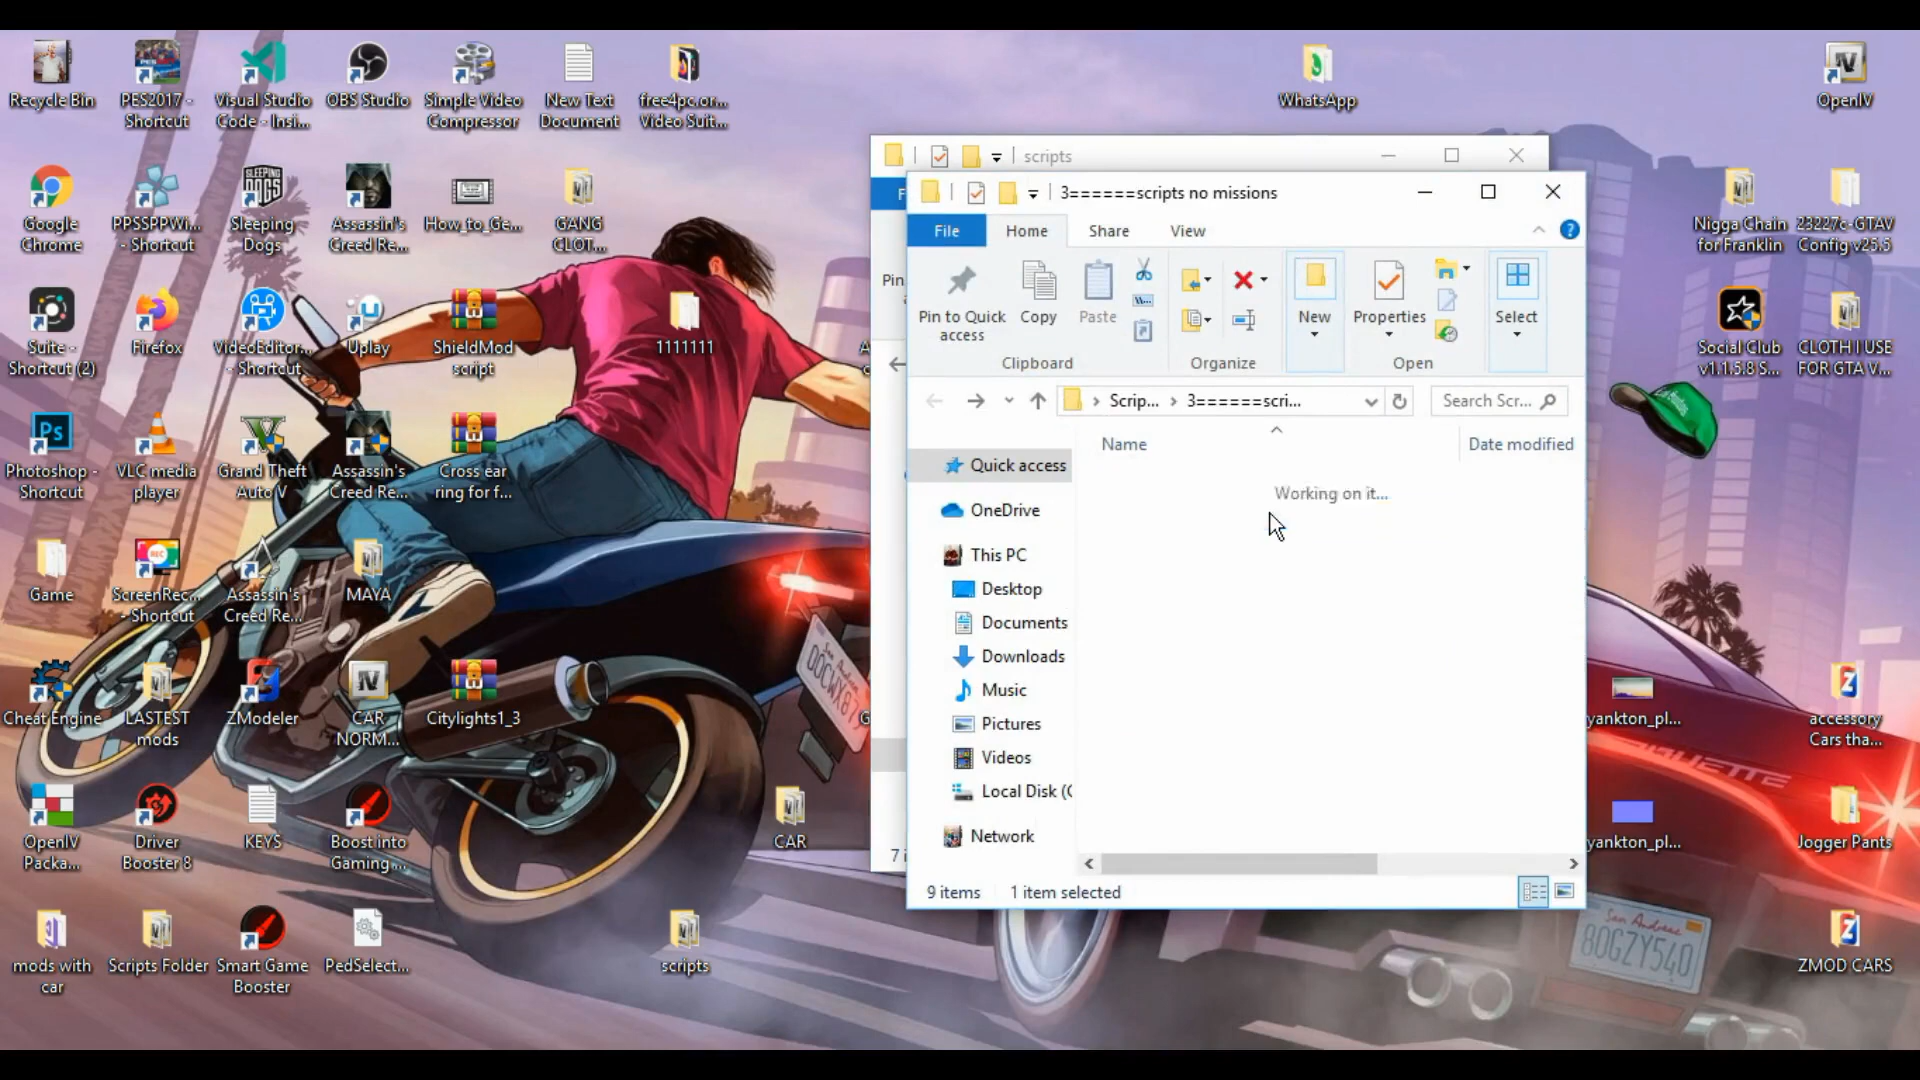 Recycle Bin
PES2017 -
Shortcut
Visual Studio
Code - Insi...
OBS Studio
Simple Video
Compressor
New Text
Document
free4pc.or...
Video Suit...
WhatsApp
OpenIV
Google
Chrome
PPSSPPWi...
- Shortcut
SLEEPING
DOGS
Sleeping
Dogs
Assassin's
Creed Re...
How_to_Ge...
GANG
CLOT...
Nigga Chain
for Franklin
23227c-GTAV
Config v25.5
Suite -
Shortcut (2)
Firefox
VideoEditor...
- Shortcut
Uplay
ShieldMod
script
1111111
Social Club
v1.1.5.8 S...
CLOTH I USE
FOR GTA V...
Ps
Photoshop -
Shortcut
VLC media
player
Grand Theft
Auto V
Assassin's
Creed Re...
Cross ear
ring for f...
Game
REC
ScreenRec...
- Shortcut
Assassin's
Creed Re...
MAYA
Cheat Engine
LASTEST
mods
ZModeler
CAR
NORM...
Citylights1_3
yankton_pl...
accessory
Cars tha...
OpenIV
Packa...
Driver
Booster 8
KEYS
Boost into
Gaming...
CAR
yankton_pl...
Jogger Pants
mods with
car
Scripts Folder
Smart Game
Booster
PedSelect...
scripts
ZMOD CARS
scripts
F
Pin
7 i
3======scripts no missions
File
Home
Share
View
Pin to Quick
access
Copy
Paste
New
Properties
Select
Clipboard
Organize
Open
Scrip...
3======scri...
Search Scr...
Name
Date modified
Working on it...
Quick access
OneDrive
This PC
Desktop
Documents
Downloads
Music
Pictures
Videos
Local Disk (C
Network
9 items
1 item selected
San Andreas
80GZY540